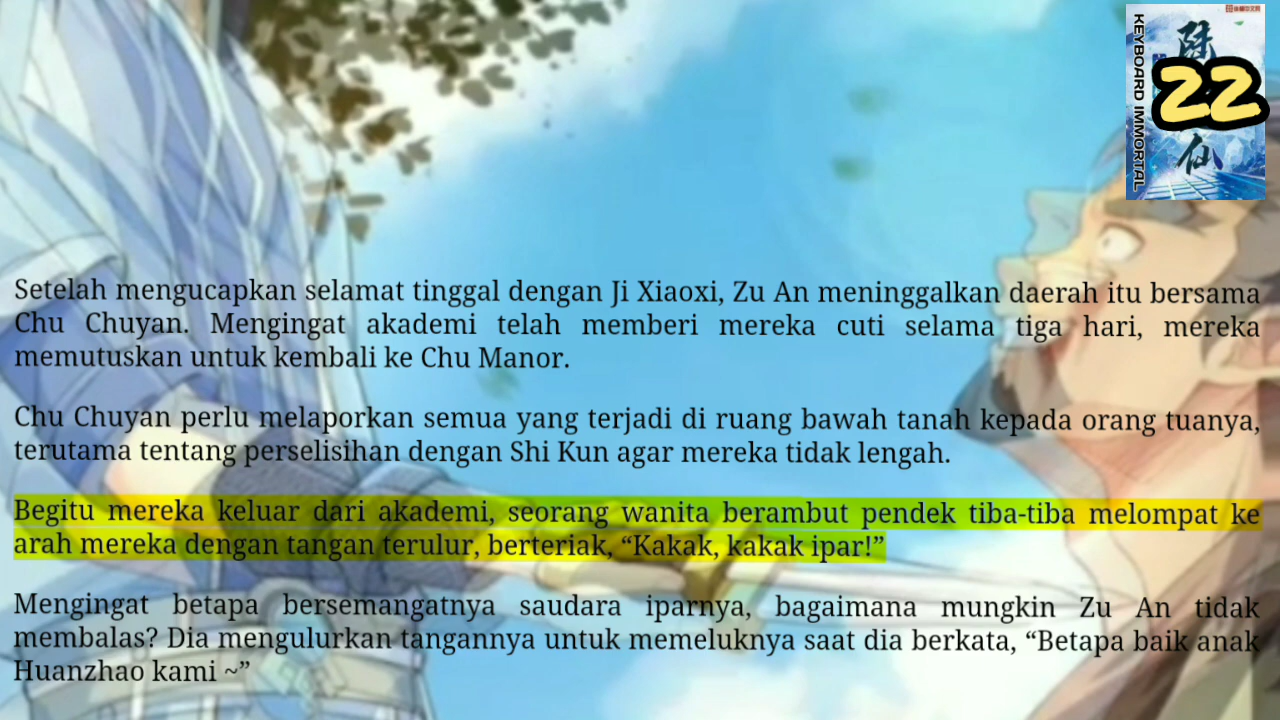 KEYBOARD IMMORTAL
22
仙
Setelah mengucapkan selamat tinggal dengan Ji Xiaoxi, Zu An meninggalkan daerah itu bersama
Chu Chuyan. Mengingat akademi telah memberi mereka cuti selama tiga hari, mereka
memutuskan untuk kembali ke Chu Manor.
Chu Chuyan perlu melaporkan semua yang terjadi di ruang bawah tanah kepada orang tuanya,
terutama tentang perselisihan dengan Shi Kun agar mereka tidak lengah.
Begitu mereka keluar dari akademi, seorang wanita berambut pendek tiba-tiba melompat ke
arah mereka dengan tangan terulur, berteriak, “Kakak, kakak ipar!”
Mengingat betapa bersemangatnya saudara iparnya, bagaimana mungkin Zu An tidak
membalas? Dia mengulurkan tangannya untuk memeluknya saat dia berkata, “Betapa baik anak
Huanzhao kami ~”